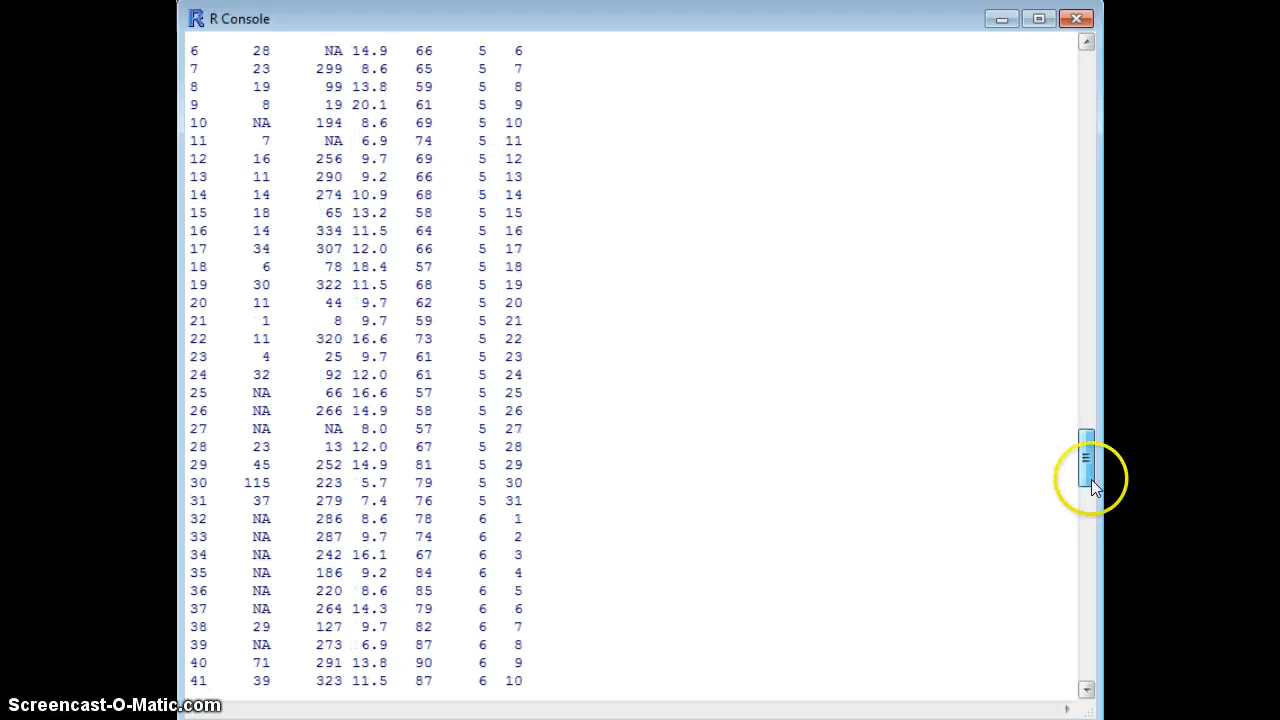 R Console
6 28 NA 14.9 66 5 6
7 23 299 8.6 65 5 7
8 19 99 13.8 59 5 8
9 8 19 20.1 61 5 9
10 NA 194 8.6 69 5 10
11 7 NA 6.9 74 5 11
12 16 256 9.7 69 5 12
13 11 290 9.2 66 5 13
14 14 274 10.9 68 5 14
15 18 65 13.2 58 5 15
16 14 334 11.5 64 5 16
17 34 307 12.0 66 5 17
18 6 78 18.4 57 5 18
19 30 322 11.5 68 5 19
20 11 44 9.7 62 5 20
21 1 8 9.7 59 5 21
22 11 320 16.6 73 5 22
23 4 25 9.7 61 5 23
24 32 92 12.0 61 5 24
25 NA 66 16.6 57 5 25
26 NA 266 14.9 58 5 26
27 NA NA 8.0 57 5 27
28 23 13 12.0 67 5 28
29 45 252 14.9 81 5 29
30 115 223 5.7 79 5 30
31 37 279 7.4 76 5 31
32 NA 286 8.6 78 6 1
33 NA 287 9.7 74 6 2
34 NA 242 16.1 67 6 3
35 NA 186 9.2 84 6 4
36 NA 220 8.6 85 6 5
37 NA 264 14.3 79 6 6
38 29 127 9.7 82 6 7
39 NA 273 6.9 87 6 8
40 71 291 13.8 90 6 9
41 39 323 11.5 87 6 10
Screencast-O-Matic.com